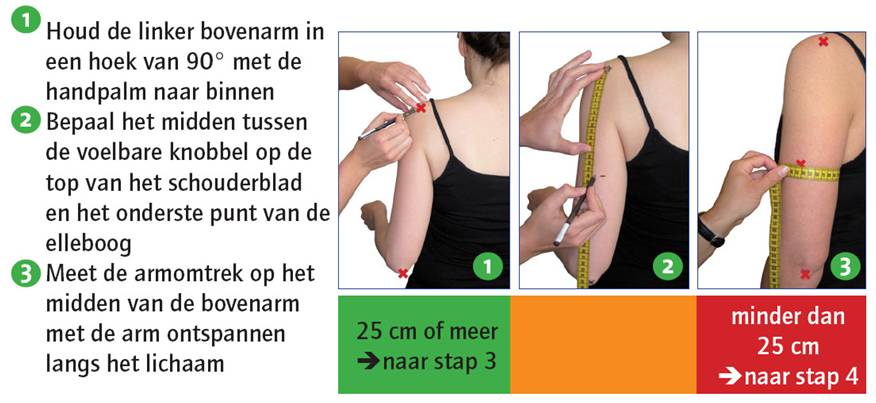 1 Houd de linker bovenarm in
een hoek van 90° met de
handpalm naar binnen
2 Bepaal het midden tussen
de voelbare knobbel op de
top van het schouderblad
en het onderste punt van de
elleboog
3 Meet de armomtrek op het
midden van de bovenarm
met de arm ontspannen
langs het lichaam
1
2
3
25 cm of meer
➔naar stap 3
minder dan
25 cm
➔naar stap 4